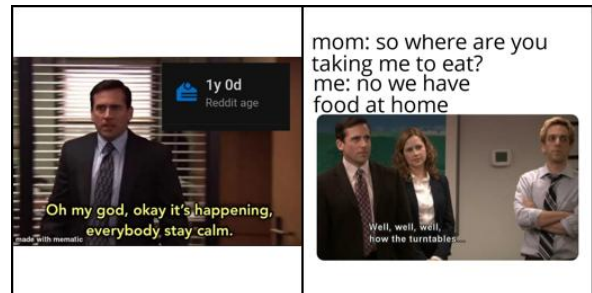 1y 0d
Reddit age
Oh my god, okay it's happening,
everybody stay calm.
made with mematic
mom: so where are you
taking me to eat?
me: no we have
food at home
Well, well, well,
how the turntables...